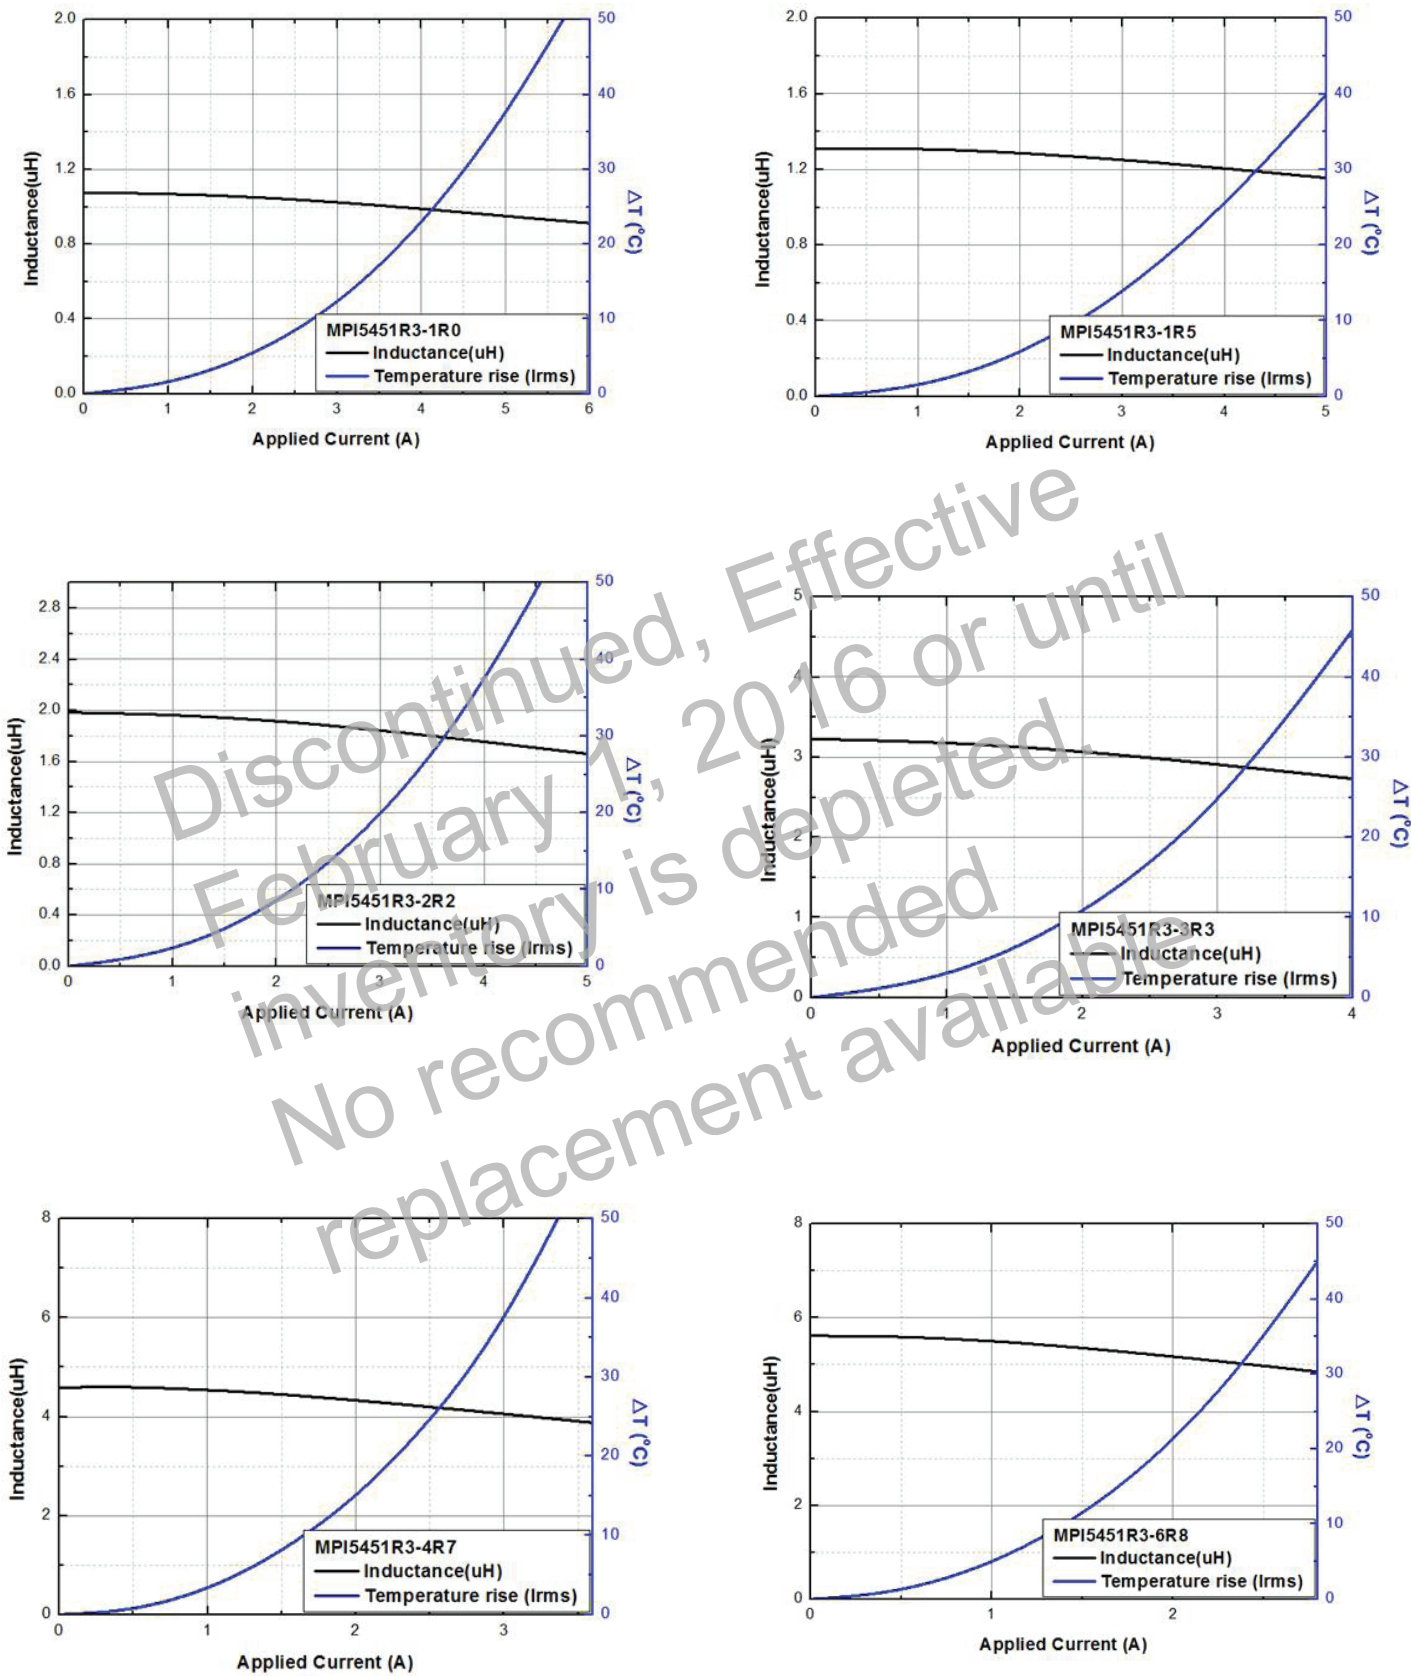 2.0
1.6
1.2
0.8
0.4
0.0
Inductance(uH)
50
40
30
20
10
0
△T (°C)
MPI5451R3-1R0
Inductance(uH)
Temperature rise (Irms)
0 1 2 3 4 5 6
Applied Current (A)
2.0
1.6
1.2
0.8
0.4
0.0
Inductance(uH)
50
40
30
20
10
0
△T (°C)
MPI5451R3-1R5
Inductance(uH)
Temperature rise (Irms)
0 1 2 3 4 5
Applied Current (A)
Discontinued, Effective
February 1, 2016 or until
inventory is depleted.
No recommended
replacement available
2.8
2.4
2.0
1.6
1.2
0.8
0.4
0.0
Inductance(uH)
50
40
30
20
10
0
△T (°C)
MPI5451R3-2R2
Inductance(uH)
Temperature rise (Irms)
0 1 2 3 4 5
Applied Current (A)
5
4
3
2
1
0
Inductance(uH)
50
40
30
20
10
0
△T (°C)
MPI5451R3-3R3
Inductance(uH)
Temperature rise (Irms)
0 1 2 3 4
Applied Current (A)
8
6
4
2
0
Inductance(uH)
50
40
30
20
10
0
△T (°C)
MPI5451R3-4R7
Inductance(uH)
Temperature rise (Irms)
0 1 2 3
Applied Current (A)
8
6
4
2
0
Inductance(uH)
50
40
30
20
10
0
△T (°C)
MPI5451R3-6R8
Inductance(uH)
Temperature rise (Irms)
0 1 2
Applied Current (A)